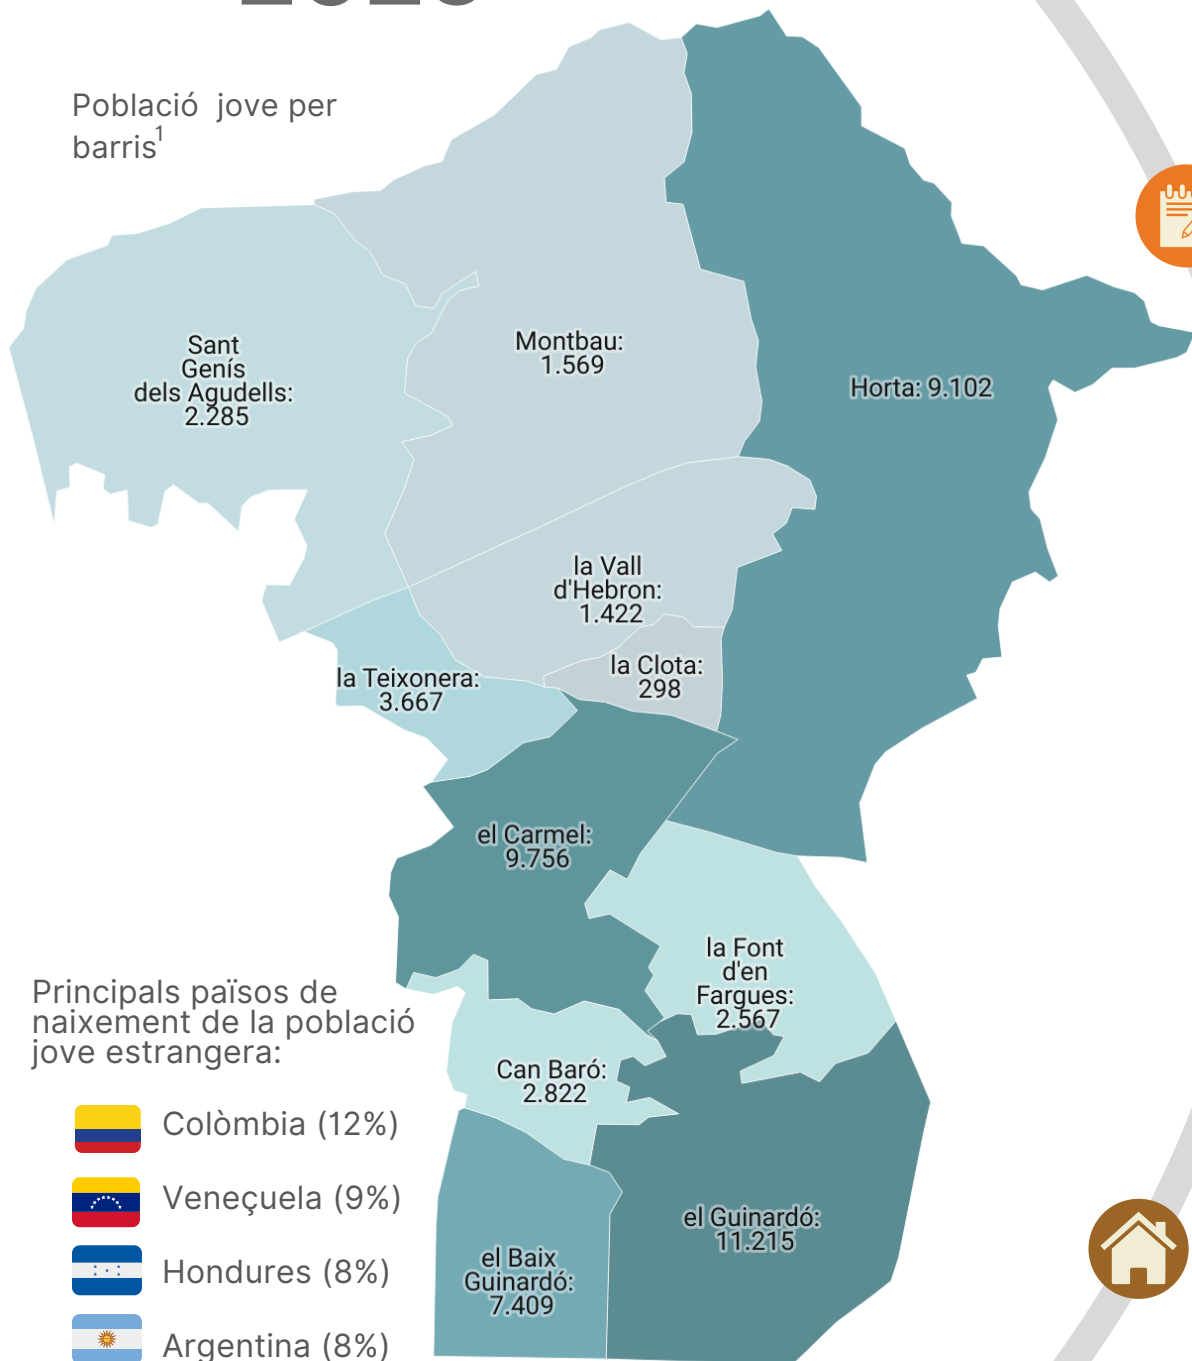 Població jove per
barris¹
Sant
Genís
dels Agudells:
2.285
Montbau:
1.569
Horta: 9.102
la Vall
d'Hebron:
1.422
la Clota:
298
la Teixonera:
3.667
el Carmel:
9.756
la Font
d'en
Fargues:
2.567
Can Baró:
2.822
el Guinardó:
11.215
el Baix
Guinardó:
7.409
Principals països de
naixement de la població
jove estrangera:
Colòmbia (12%)
Veneçuela (9%)
Hondures (8%)
Argentina (8%)